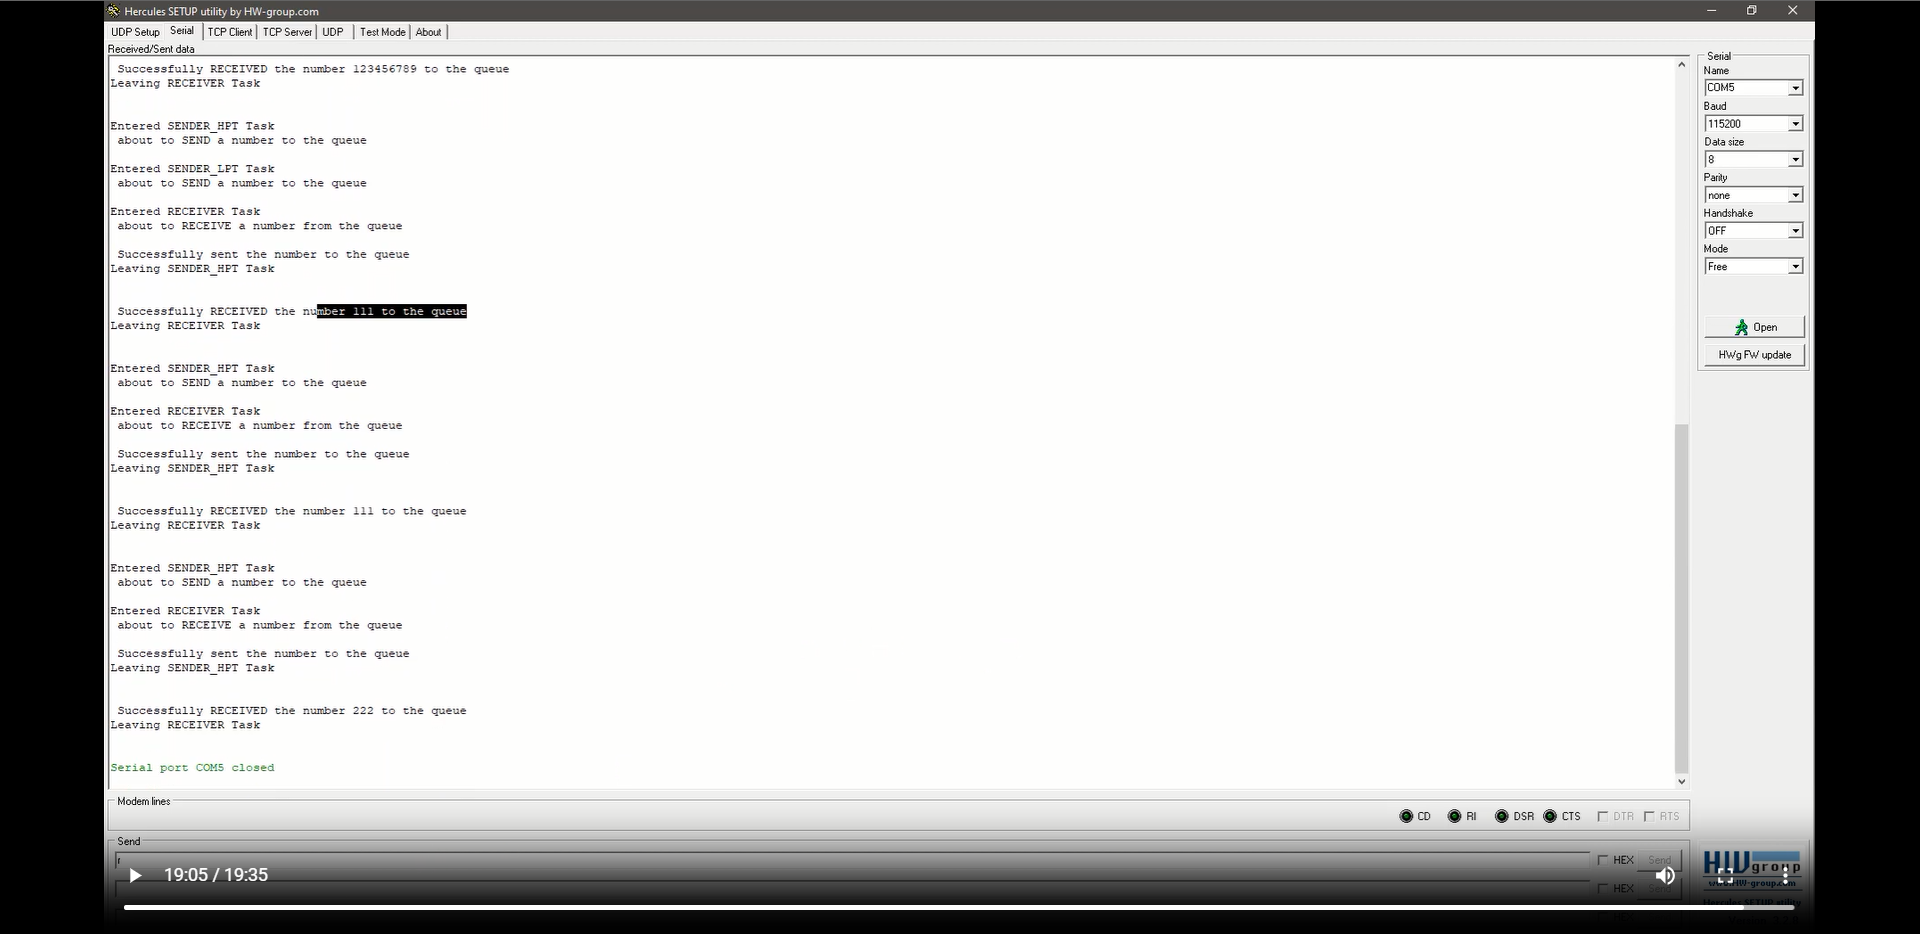 Hercules SETUP utility by HW-group.com
UDP Setup Serial TCP Client TCP Server UDP Test Mode About
Received/Sent data
Successfully RECEIVED the number 123456789 to the queue
Leaving RECEIVER Task
Entered SENDER_HPT Task
about to SEND a number to the queue
Entered SENDER_LPT Task
about to SEND a number to the queue
Entered RECEIVER Task
about to RECEIVE a number from the queue
Successfully sent the number to the queue
Leaving SENDER_HPT Task
Successfully RECEIVED the number 111 to the queue
Leaving RECEIVER Task
Entered SENDER_HPT Task
about to SEND a number to the queue
Entered RECEIVER Task
about to RECEIVE a number from the queue
Successfully sent the number to the queue
Leaving SENDER_HPT Task
Successfully RECEIVED the number 111 to the queue
Leaving RECEIVER Task
Entered SENDER_HPT Task
about to SEND a number to the queue
Entered RECEIVER Task
about to RECEIVE a number from the queue
Successfully sent the number to the queue
Leaving SENDER_HPT Task
Successfully RECEIVED the number 222 to the queue
Leaving RECEIVER Task
Serial port COM5 closed
Serial
Name
COM5
Baud
115200
Data size
8
Parity
none
Handshake
OFF
Mode
Free
Open
HWg FW update
Modem lines
CD RI DSR CTS DTR RTS
Send
r
HEX Send
HEX Send
19:05 / 19:35
HW group
www.HW-group.com
Hercules SETUP utility